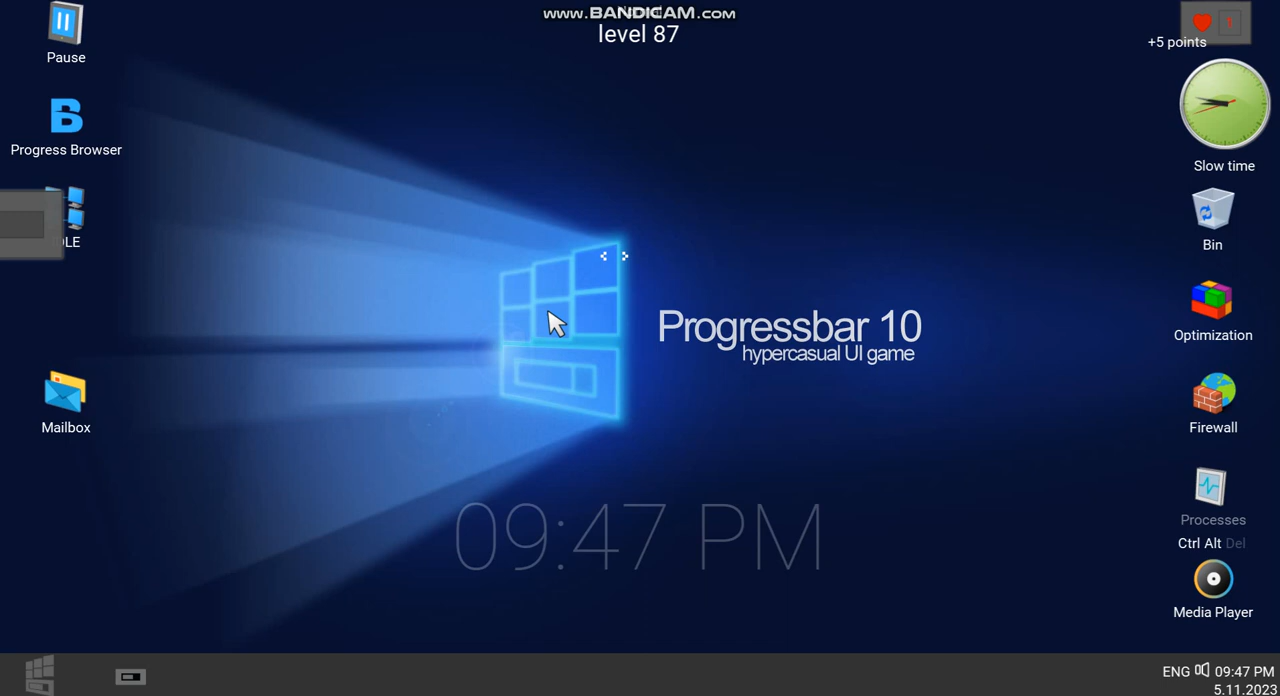 www.BANDICAM.com
level 87
Pause
+5 points
Progress Browser
Slow time
Bin
Optimization
Progressbar 10
hypercasual UI game
Firewall
Mailbox
09:47 PM
Processes
Ctrl Alt Del
Media Player
ENG 09:47 PM
5.11.2023